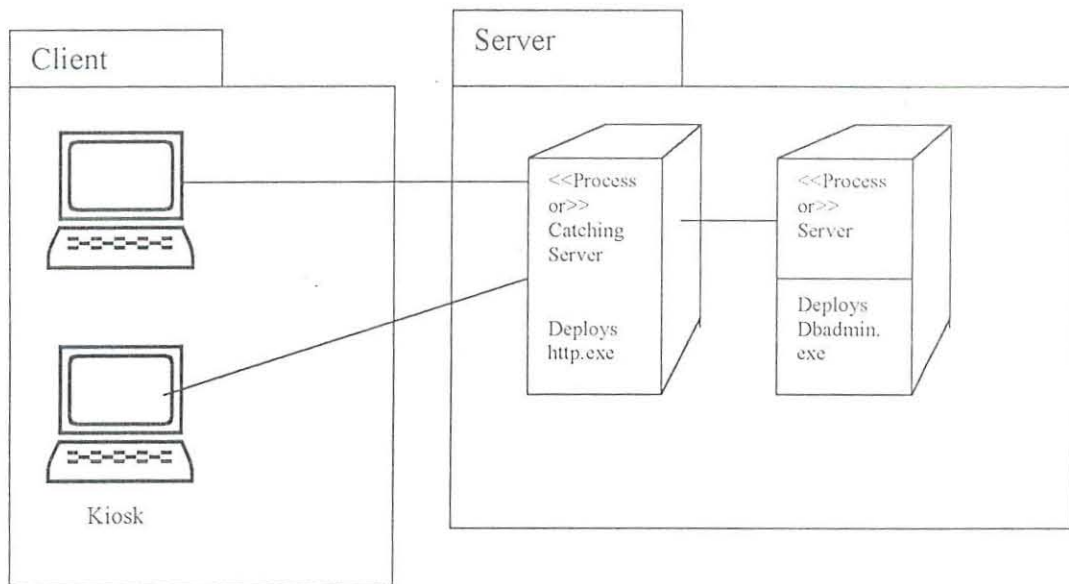 Client
Kiosk
Server
<<Process
or>>
Catching
Server
Deploys
http.exe
<<Process
or>>
Server
Deploys
Dbadmin.
exe